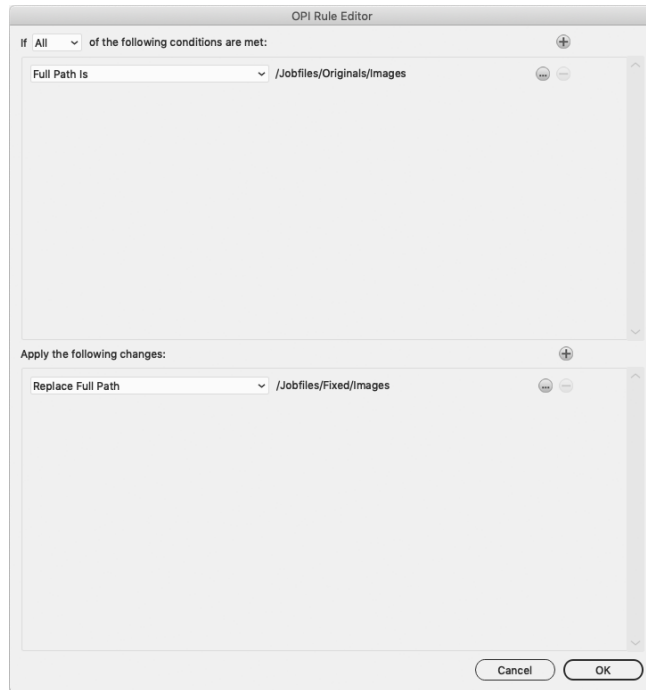 OPI Rule Editor
If All of the following conditions are met:
Full Path Is /Jobfiles/Originals/Images
Apply the following changes:
Replace Full Path /Jobfiles/Fixed/Images
Cancel OK